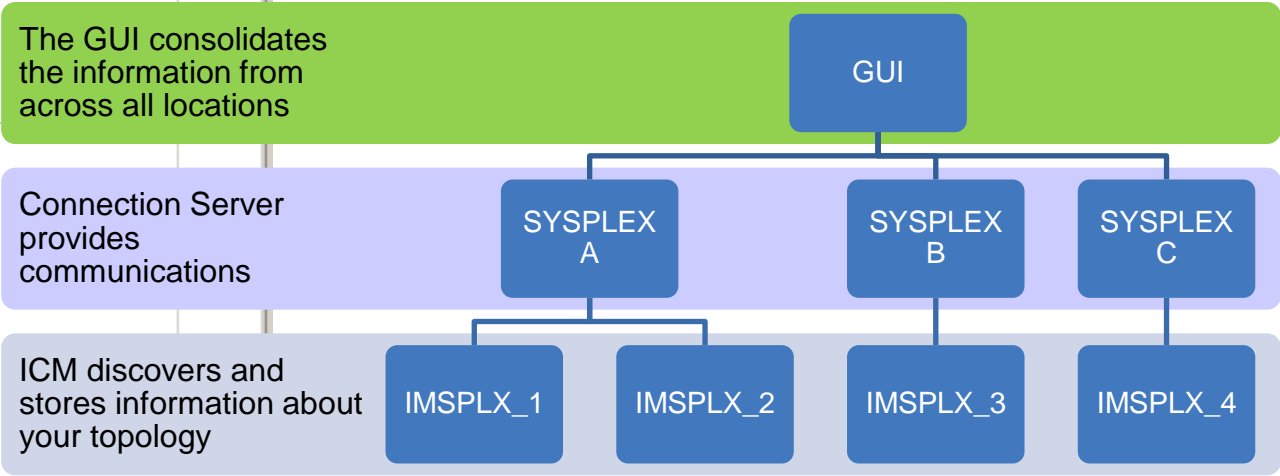 The GUI consolidates
the information from
across all locations
GUI
Connection Server
provides
communications
SYSPLEX
A
SYSPLEX
B
SYSPLEX
C
ICM discovers and
stores information about
your topology
IMSPLX_1
IMSPLX_2
IMSPLX_3
IMSPLX_4